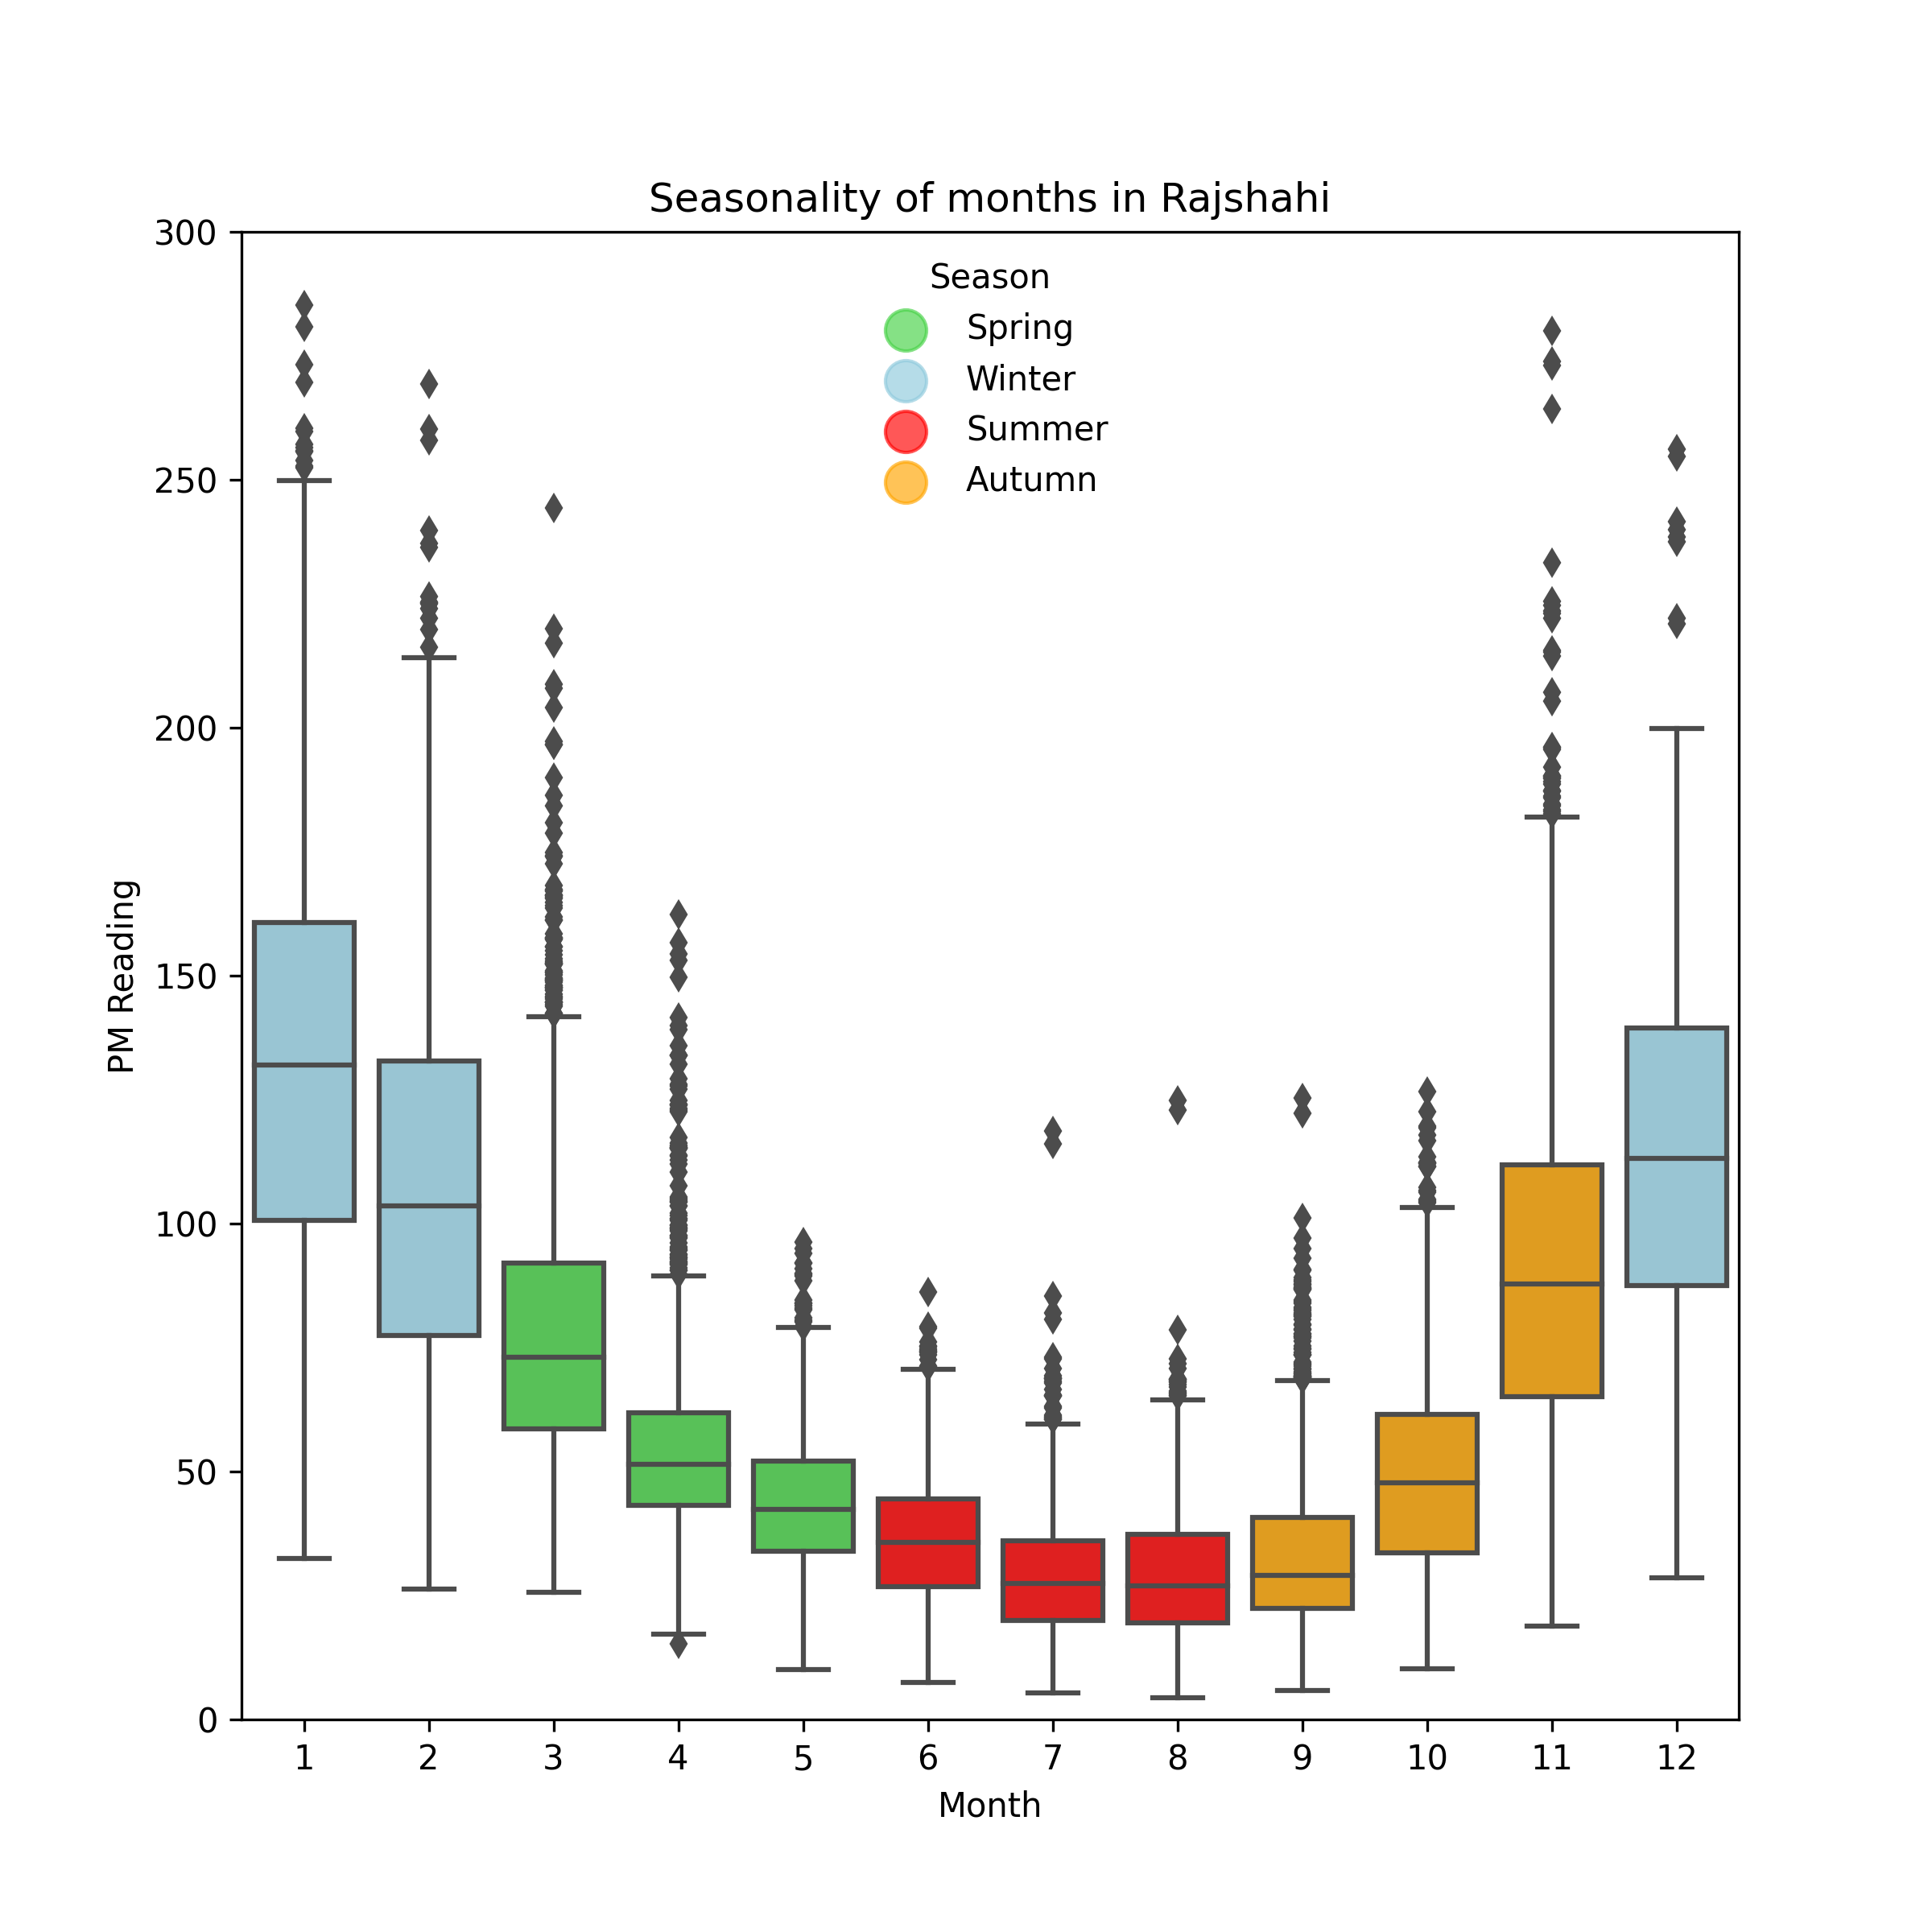 Seasonality of months in Rajshahi
Season
Spring
Winter
Summer
Autumn
PM Reading
300
250
200
150
100
50
0
1 2 3 4 5 6 7 8 9 10 11 12
Month